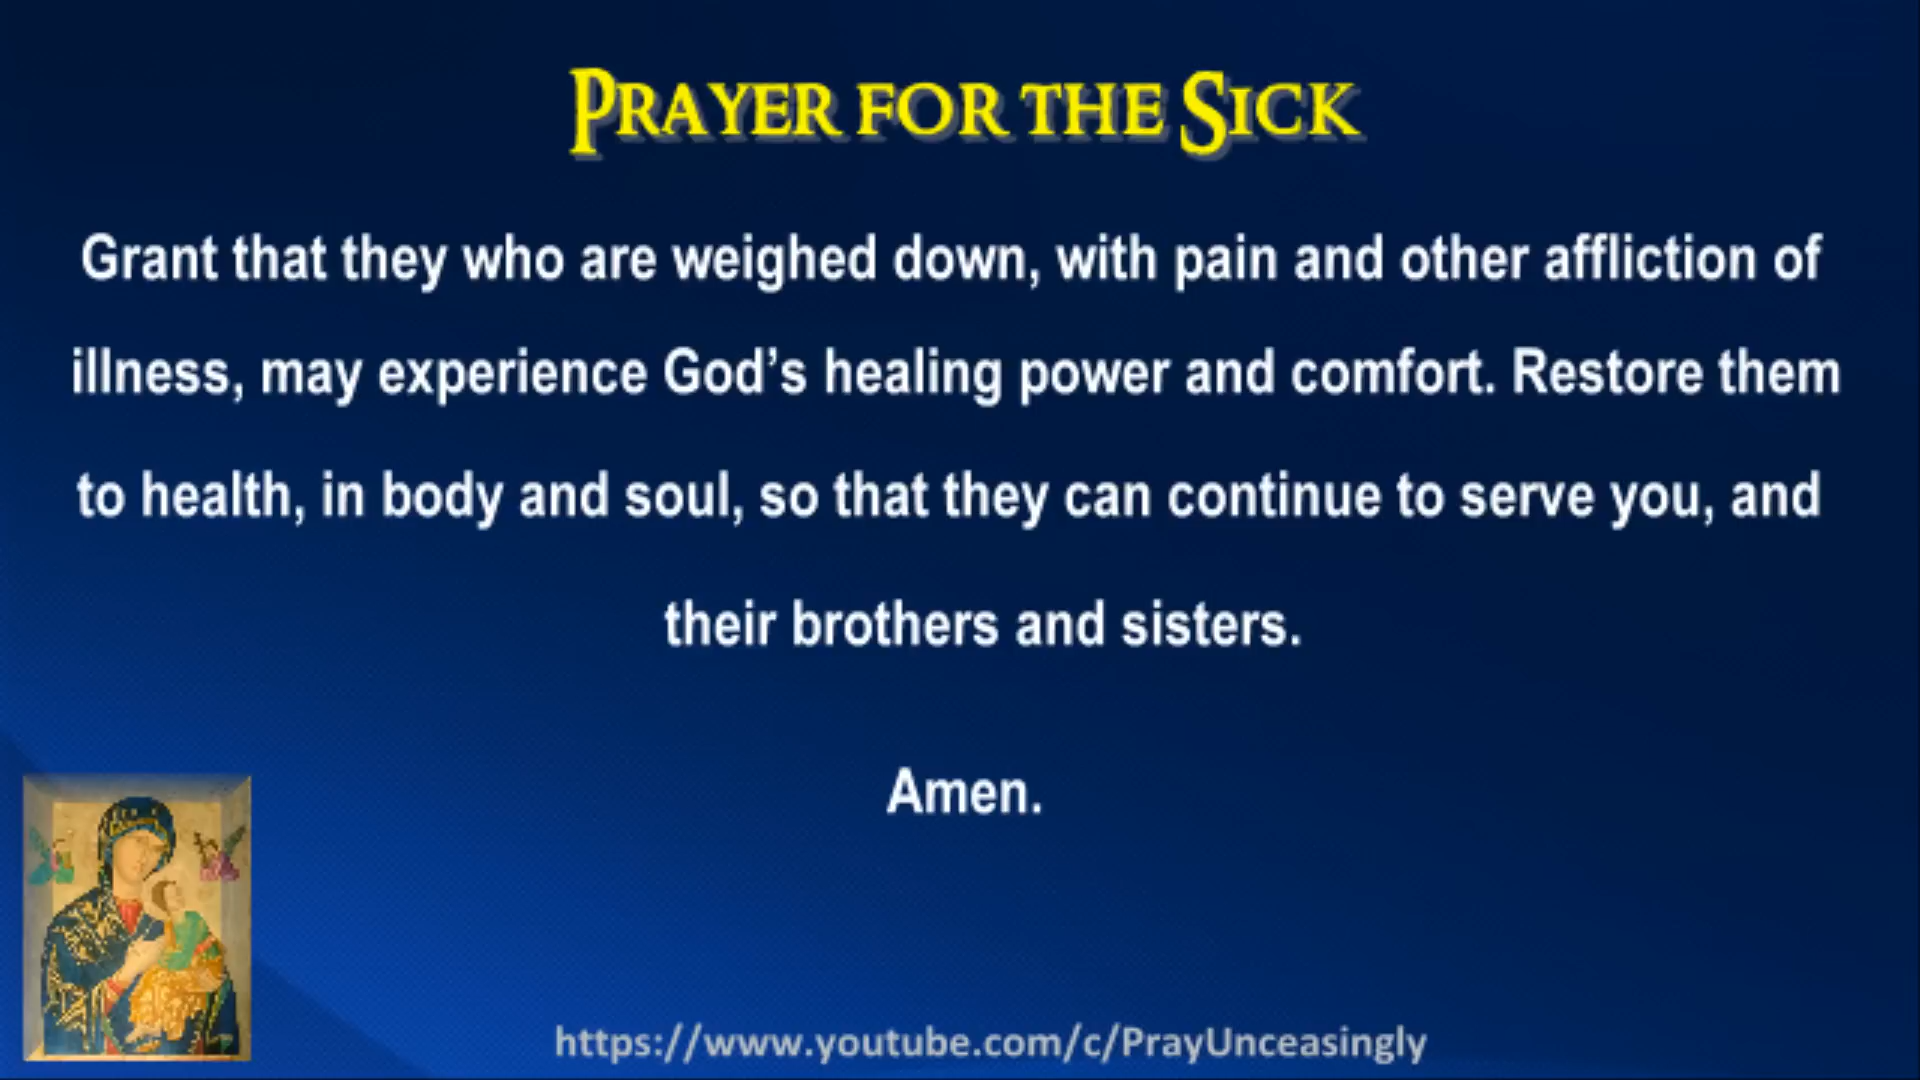 PRAYER FOR THE SICK
Grant that they who are weighed down, with pain and other affliction of
illness, may experience God’s healing power and comfort. Restore them
to health, in body and soul, so that they can continue to serve you, and
their brothers and sisters.
Amen.
https://www.youtube.com/c/PrayUnceasingly